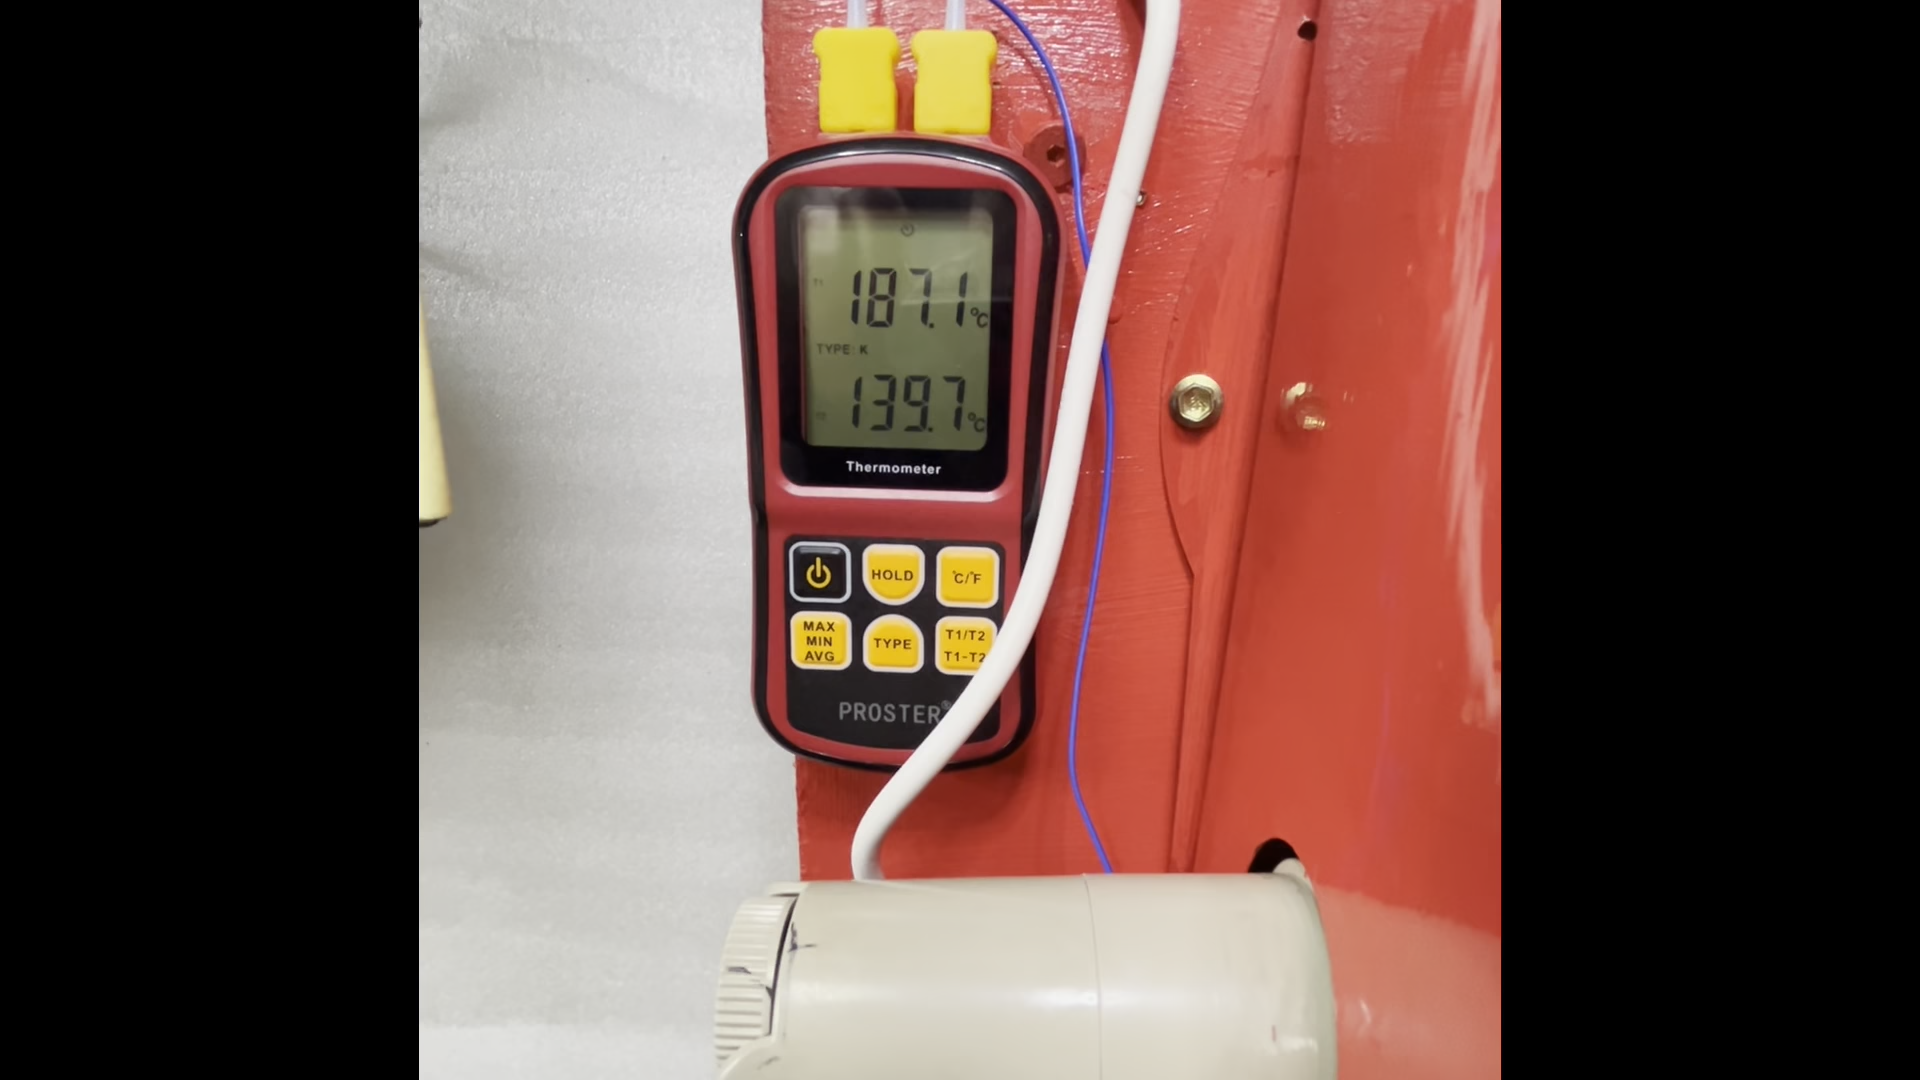 T1
187.1°C
TYPE: K
T2
139.7°C
Thermometer
HOLD
°C/°F
MAX
MIN
AVG
TYPE
T1/T2
T1-T2
PROSTER®